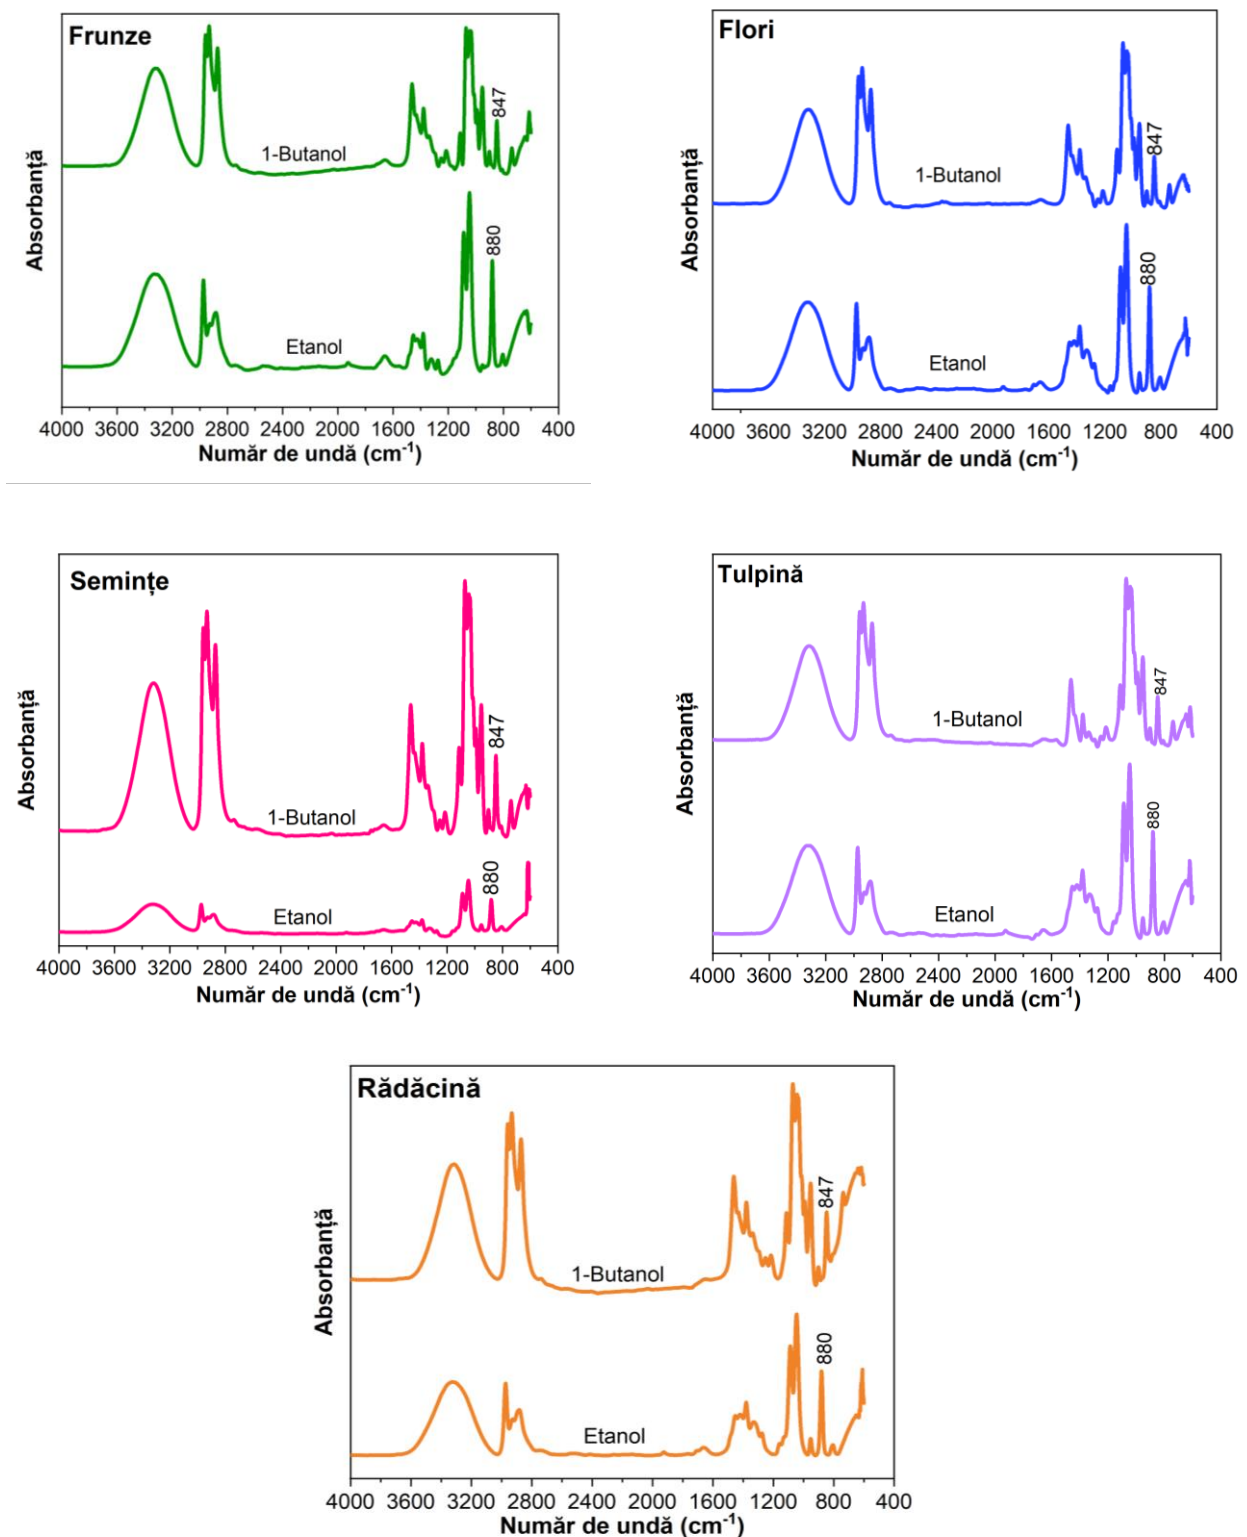 Frunze
Absorbanță
1-Butanol
847
Etanol
880
4000 3600 3200 2800 2400 2000 1600 1200 800 400
Număr de undă (cm⁻¹)
Flori
Absorbanță
1-Butanol
847
Etanol
880
4000 3600 3200 2800 2400 2000 1600 1200 800 400
Număr de undă (cm⁻¹)
Semințe
Absorbanță
1-Butanol
847
Etanol
880
4000 3600 3200 2800 2400 2000 1600 1200 800 400
Număr de undă (cm⁻¹)
Tulpină
Absorbanță
1-Butanol
847
Etanol
880
4000 3600 3200 2800 2400 2000 1600 1200 800 400
Număr de undă (cm⁻¹)
Rădăcină
Absorbanță
1-Butanol
847
Etanol
880
4000 3600 3200 2800 2400 2000 1600 1200 800 400
Număr de undă (cm⁻¹)